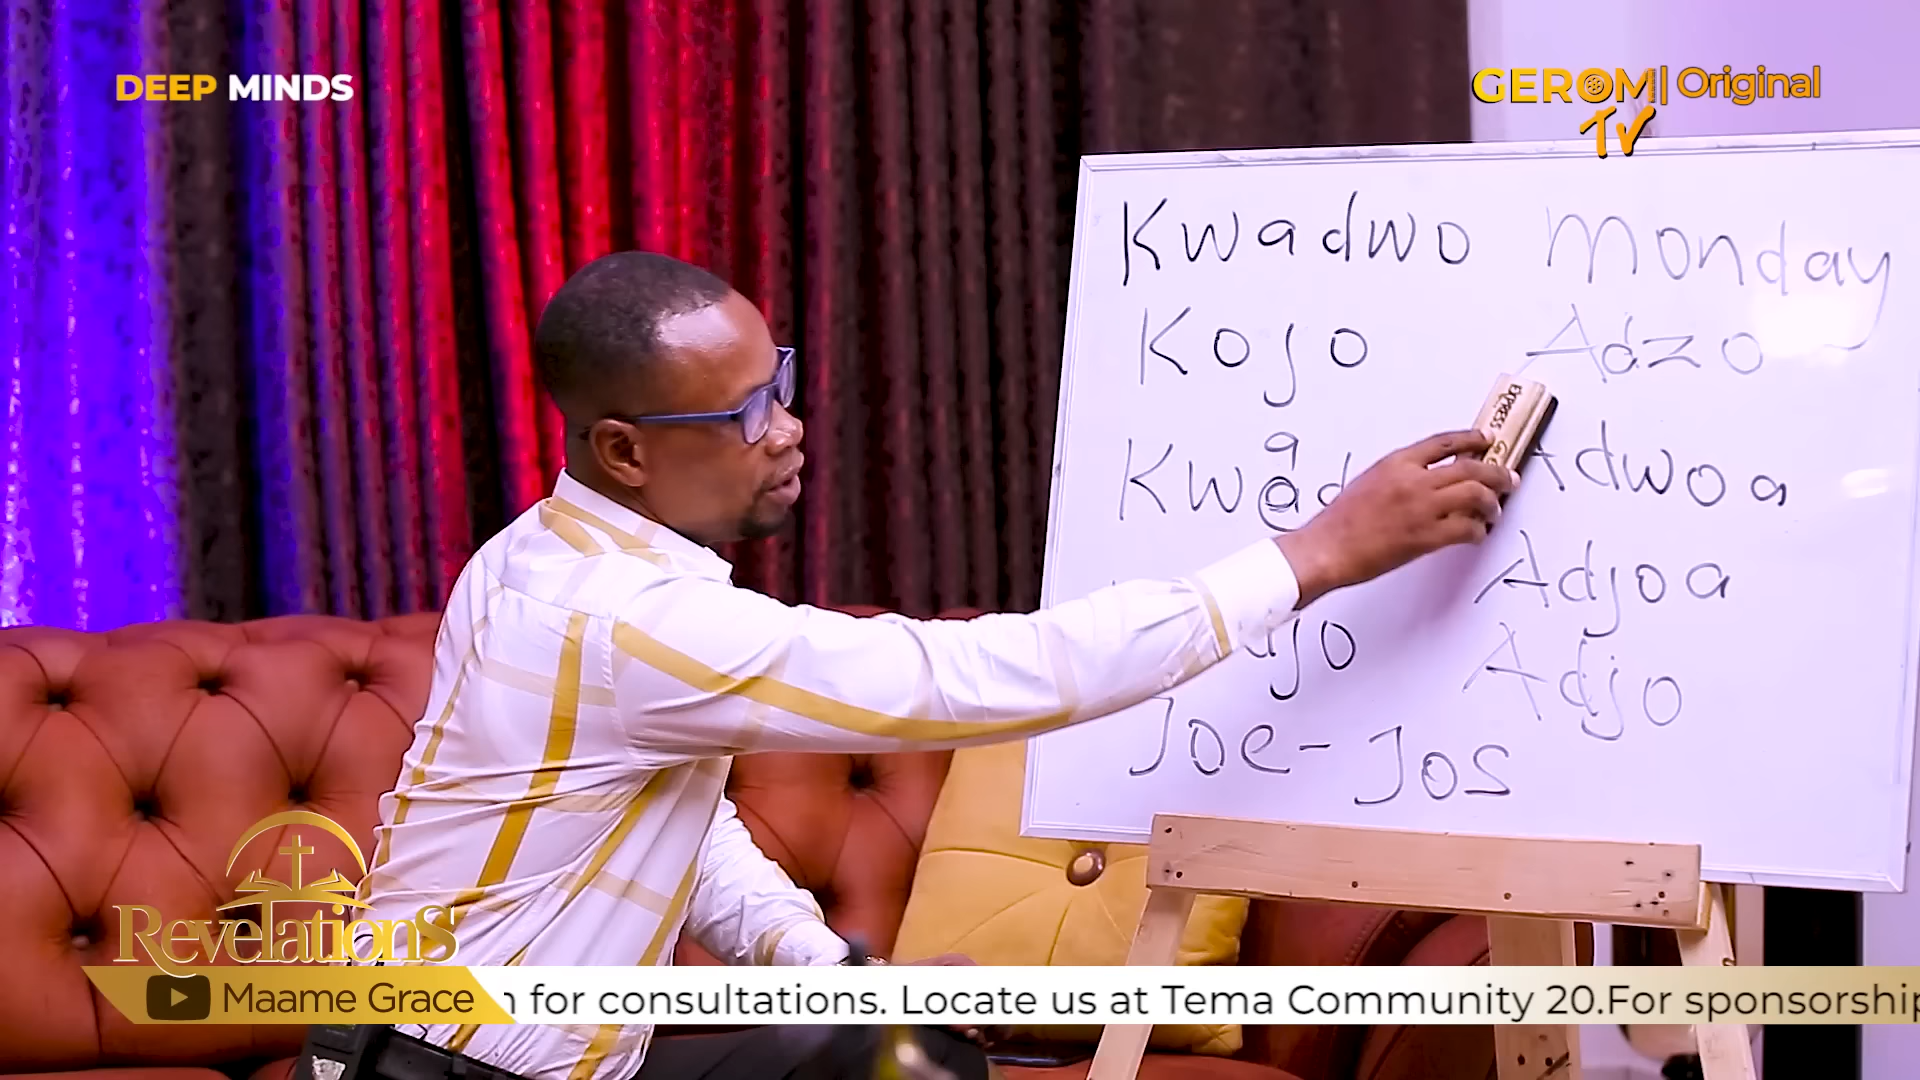 DEEP MINDS
GEROM TV | Original
Kwadwo Monday
Kojo Adzo
Adwoa
Adjoa
Adjo
Joe - Jos
EXPRESS
RevelationS
Maame Grace
for consultations. Locate us at Tema Community 20.For sponsorship